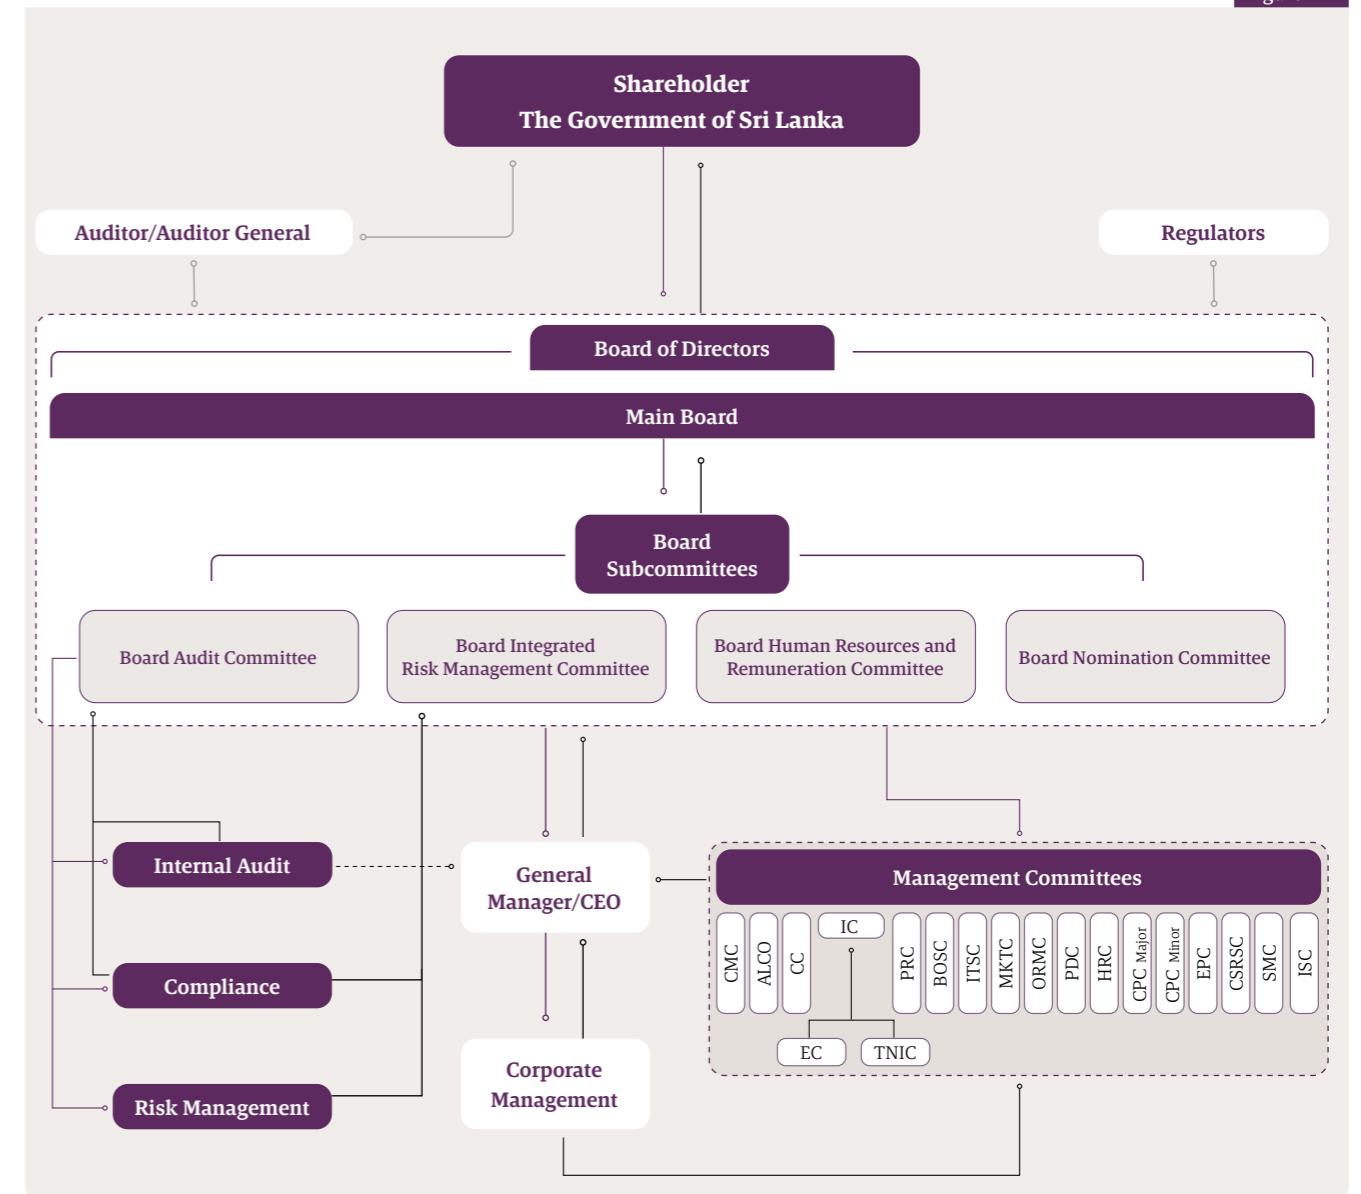 Shareholder
The Government of Sri Lanka
Auditor/Auditor General
Regulators
Board of Directors
Main Board
Board
Subcommittees
Board Audit Committee
Board Integrated
Risk Management Committee
Board Human Resources and
Remuneration Committee
Board Nomination Committee
Internal Audit
General
Manager/CEO
Management Committees
CMC
ALCO
CC
IC
PRC
BOSC
ITSC
MKTC
ORMC
PDC
HRC
CPC Major
CPC Minor
EPC
CSRSC
SMC
ISC
EC
TNIC
Compliance
Corporate
Management
Risk Management